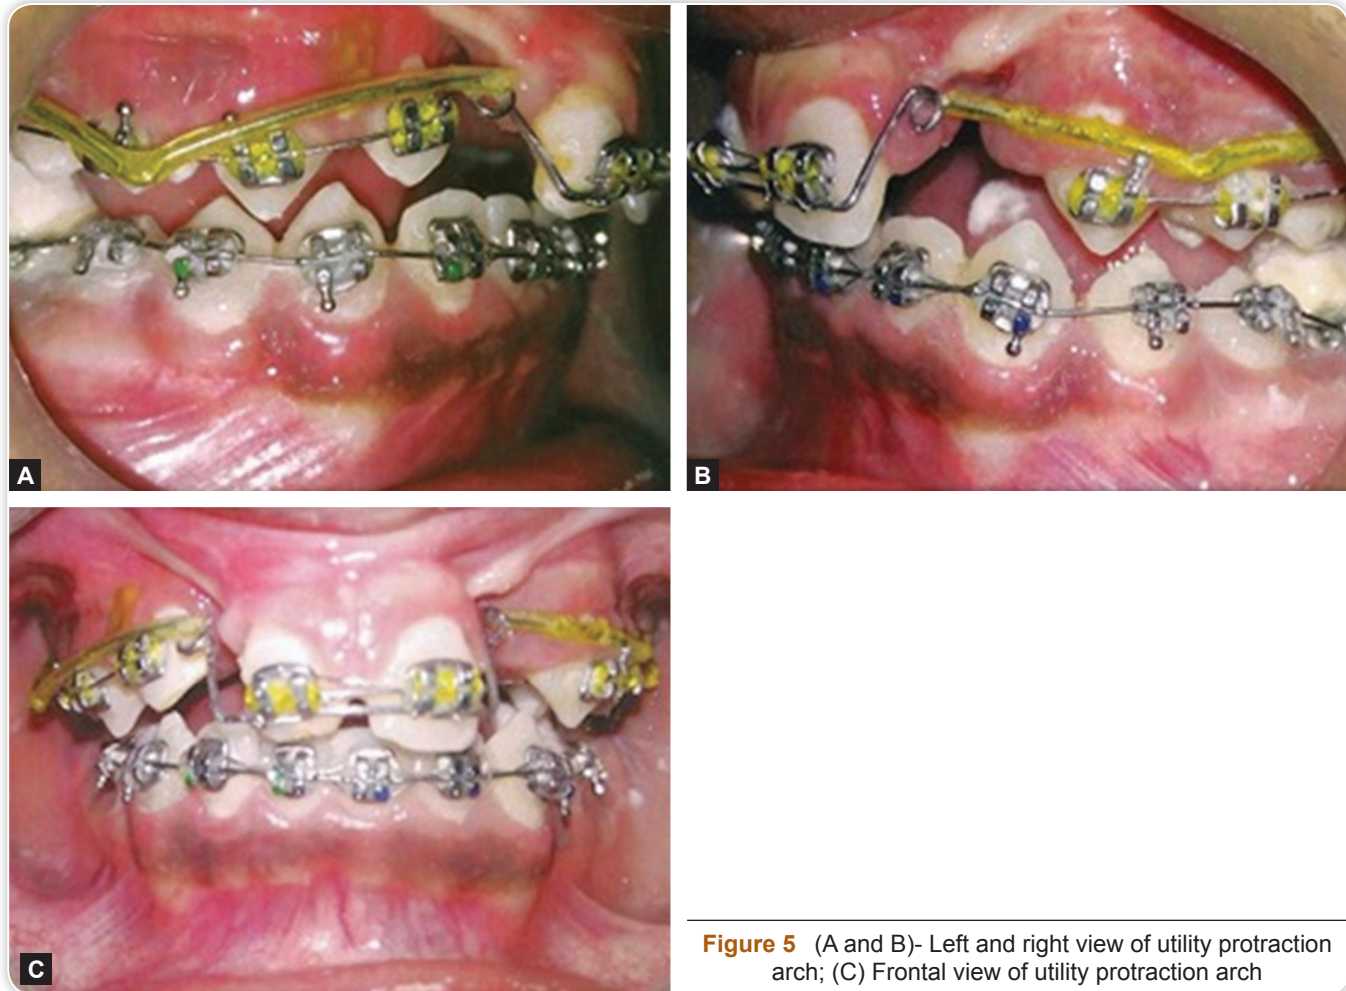 A
B
C
Figure 5 (A and B)- Left and right view of utility protraction
arch; (C) Frontal view of utility protraction arch